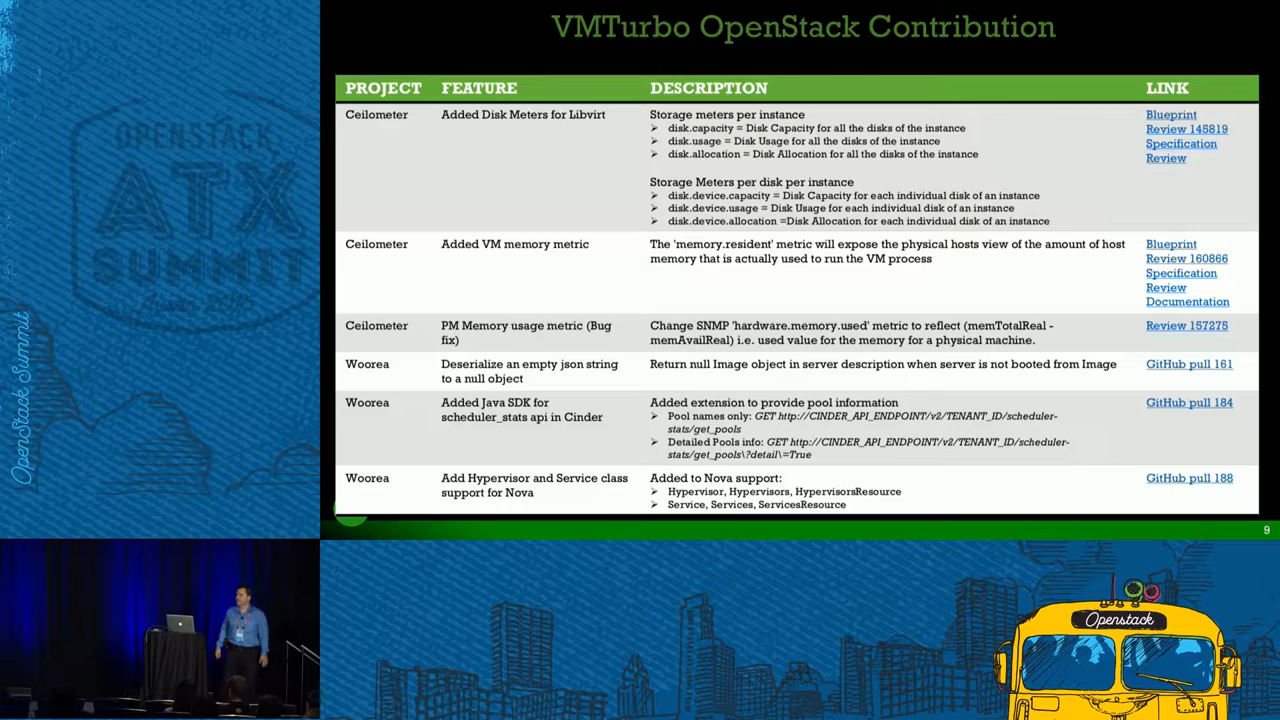 VMTurbo OpenStack Contribution
PROJECT FEATURE DESCRIPTION LINK
Ceilometer Added Disk Meters for Libvirt Storage meters per instance Blueprint
disk.capacity = Disk Capacity for all the disks of the instance Review 145819
disk.usage = Disk Usage for all the disks of the instance Specification
disk.allocation = Disk Allocation for all the disks of the instance Review
Storage Meters per disk per instance
disk.device.capacity = Disk Capacity for each individual disk of an instance
disk.device.usage = Disk Usage for each individual disk of an instance
disk.device.allocation =Disk Allocation for each individual disk of an instance
Ceilometer Added VM memory metric The 'memory.resident' metric will expose the physical hosts view of the amount of host Blueprint
memory that is actually used to run the VM process Review 160866
Specification
Review
Documentation
Ceilometer PM Memory usage metric (Bug Change SNMP 'hardware.memory.used' metric to reflect (memTotalReal - Review 157275
fix) memAvailReal) i.e. used value for the memory for a physical machine.
Woorea Deserialize an empty json string Return null Image object in server description when server is not booted from Image GitHub pull 161
to a null object
Woorea Added Java SDK for Added extension to provide pool information GitHub pull 184
scheduler_stats api in Cinder Pool names only: GET http://CINDER_API_ENDPOINT/v2/TENANT_ID/scheduler-
stats/get_pools
Detailed Pools info: GET http://CINDER_API_ENDPOINT/v2/TENANT_ID/scheduler-
stats/get_pools\?detail\=True
Woorea Add Hypervisor and Service class Added to Nova support: GitHub pull 188
support for Nova Hypervisor, Hypervisors, HypervisorsResource
Service, Services, ServicesResource
9
OPENSTACK
ATX
SUMMIT
OpenStack Summit
Openstack